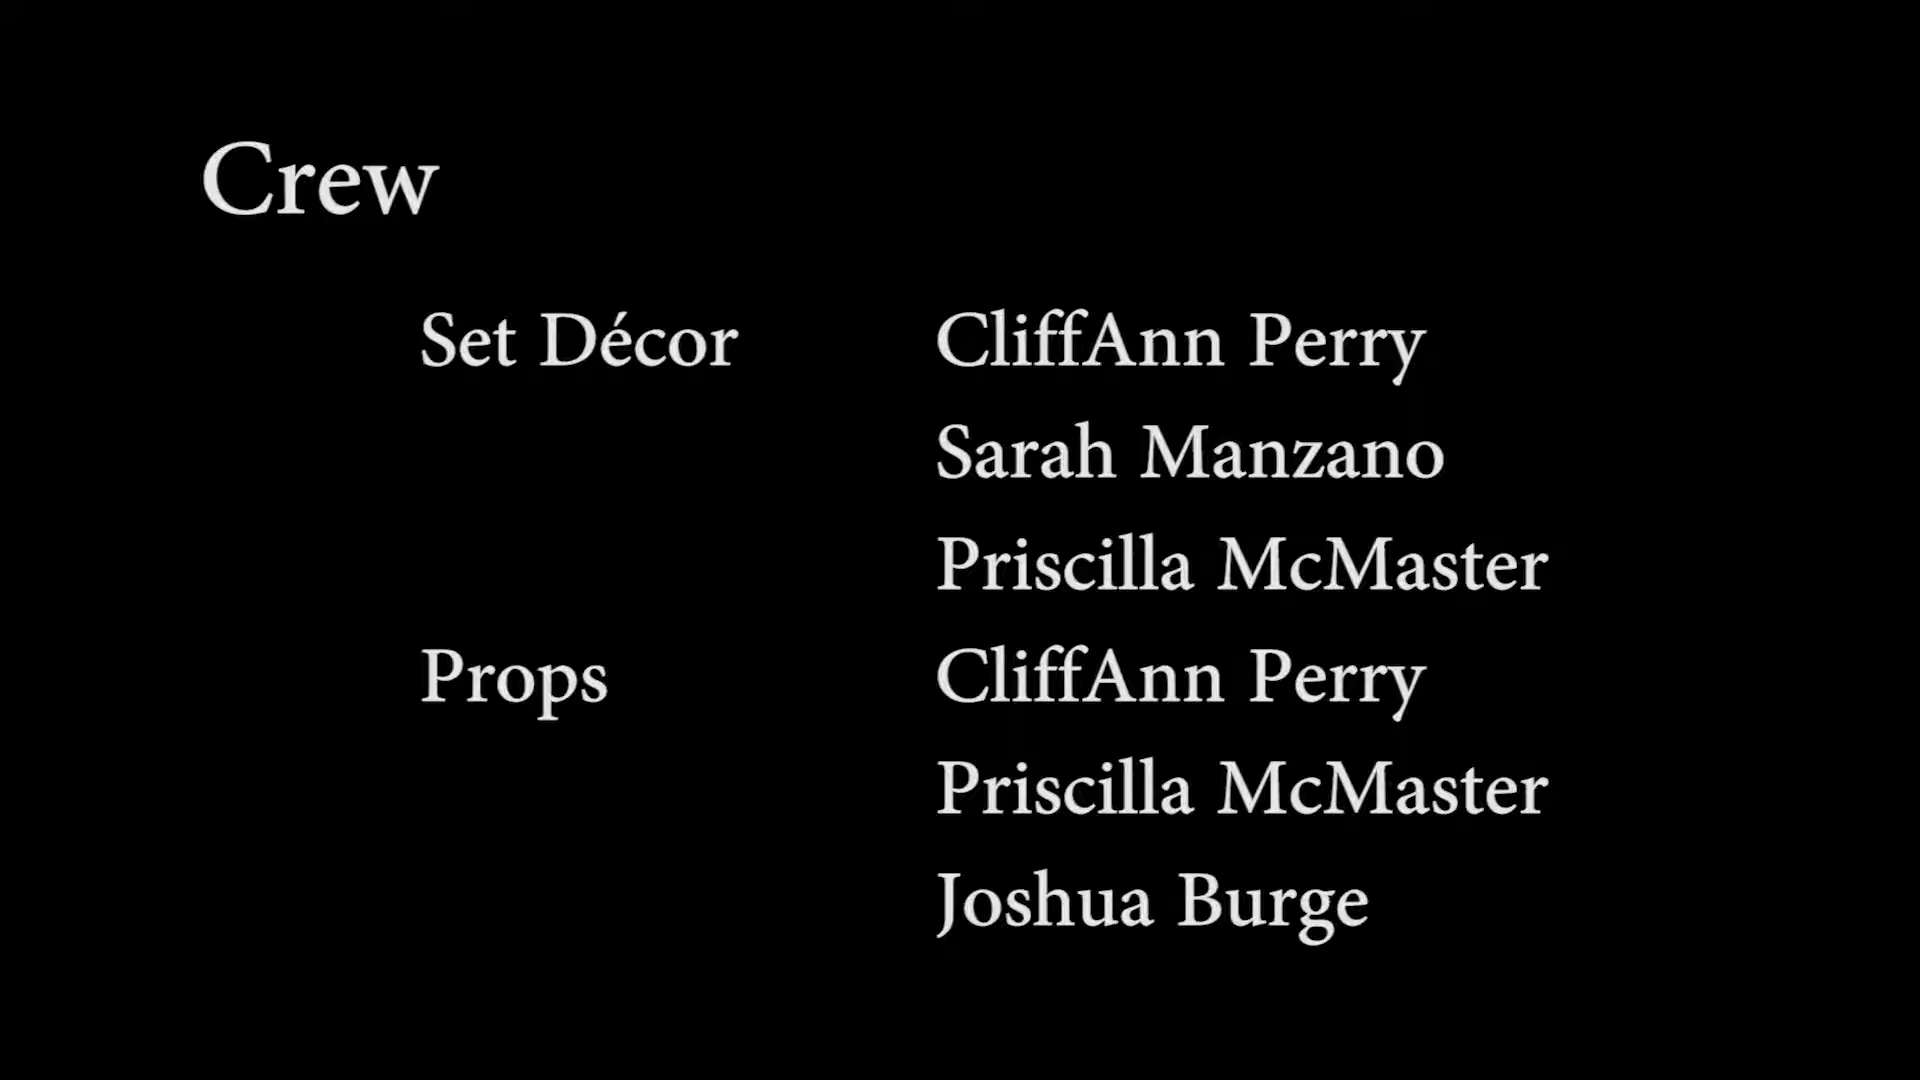 Crew
Set Décor CliffAnn Perry
Sarah Manzano
Priscilla McMaster
Props CliffAnn Perry
Priscilla McMaster
Joshua Burge